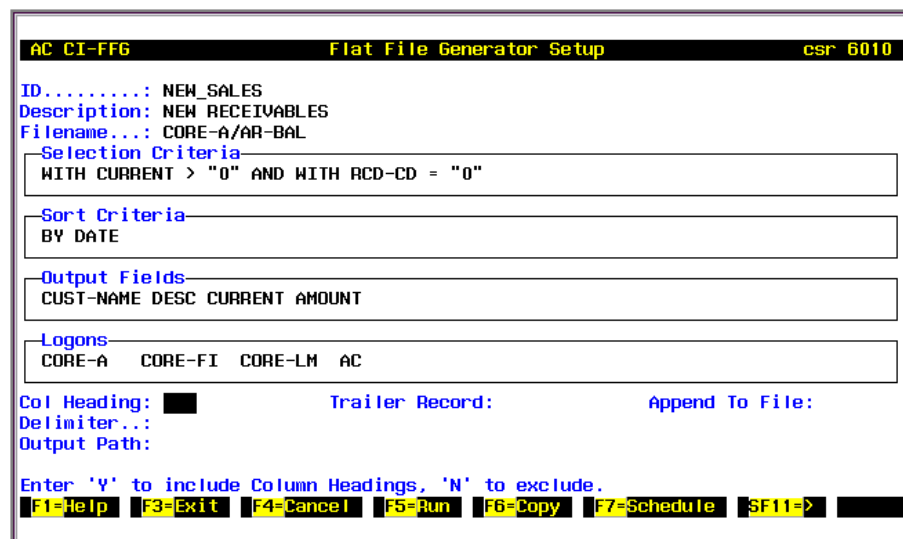 AC CI-FFG Flat File Generator Setup csr 6010
ID.........: NEW_SALES
Description: NEW RECEIVABLES
Filename...: CORE-A/AR-BAL
Selection Criteria
WITH CURRENT > "0" AND WITH RCD-CD = "0"
Sort Criteria
BY DATE
Output Fields
CUST-NAME DESC CURRENT AMOUNT
Logons
CORE-A CORE-FI CORE-LM AC
Col Heading: Trailer Record: Append To File:
Delimiter..:
Output Path:
Enter 'Y' to include Column Headings, 'N' to exclude.
F1=Help F3=Exit F4=Cancel F5=Run F6=Copy F7=Schedule SF11=>